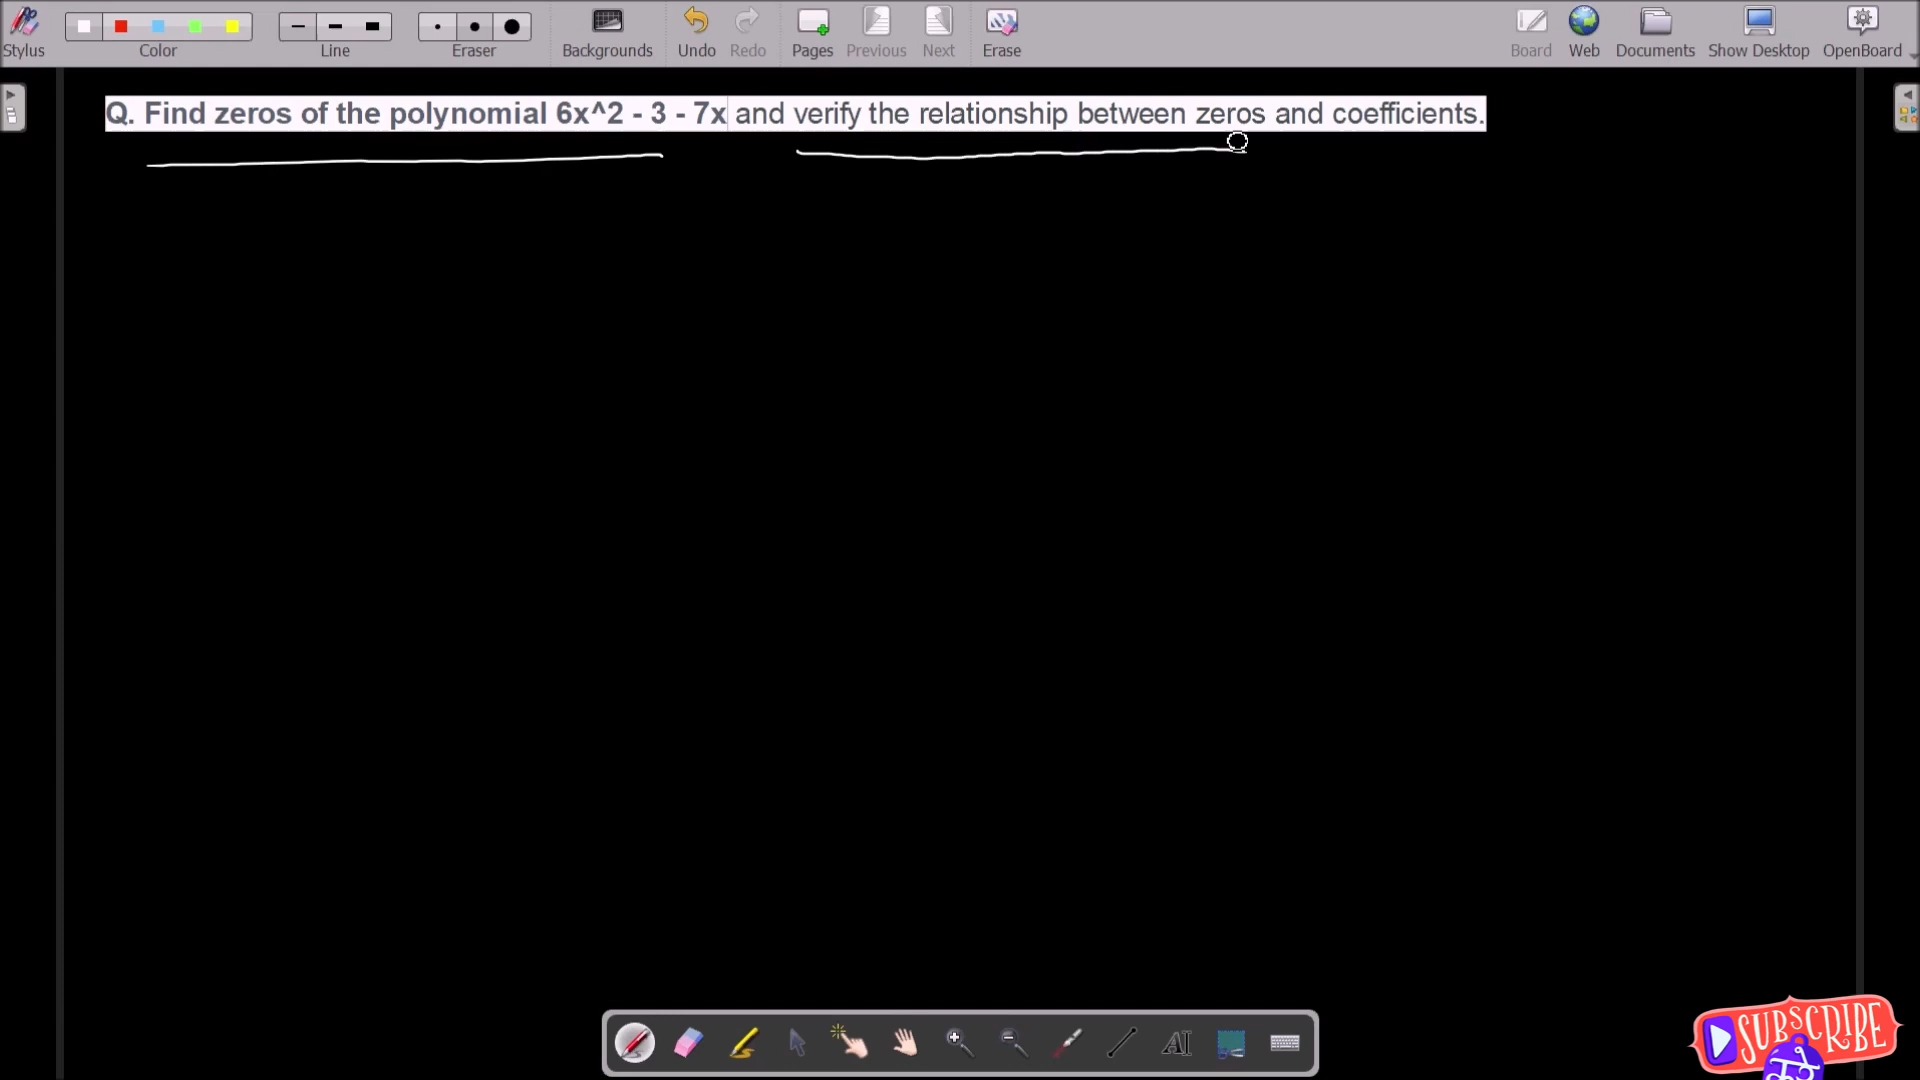 Stylus Color Line Eraser Backgrounds Undo Redo Pages Previous Next Erase Board Web Documents Show Desktop OpenBoard
Q. Find zeros of the polynomial 6x^2 - 3 - 7x and verify the relationship between zeros and coefficients.
AI
SUBSCRIBE